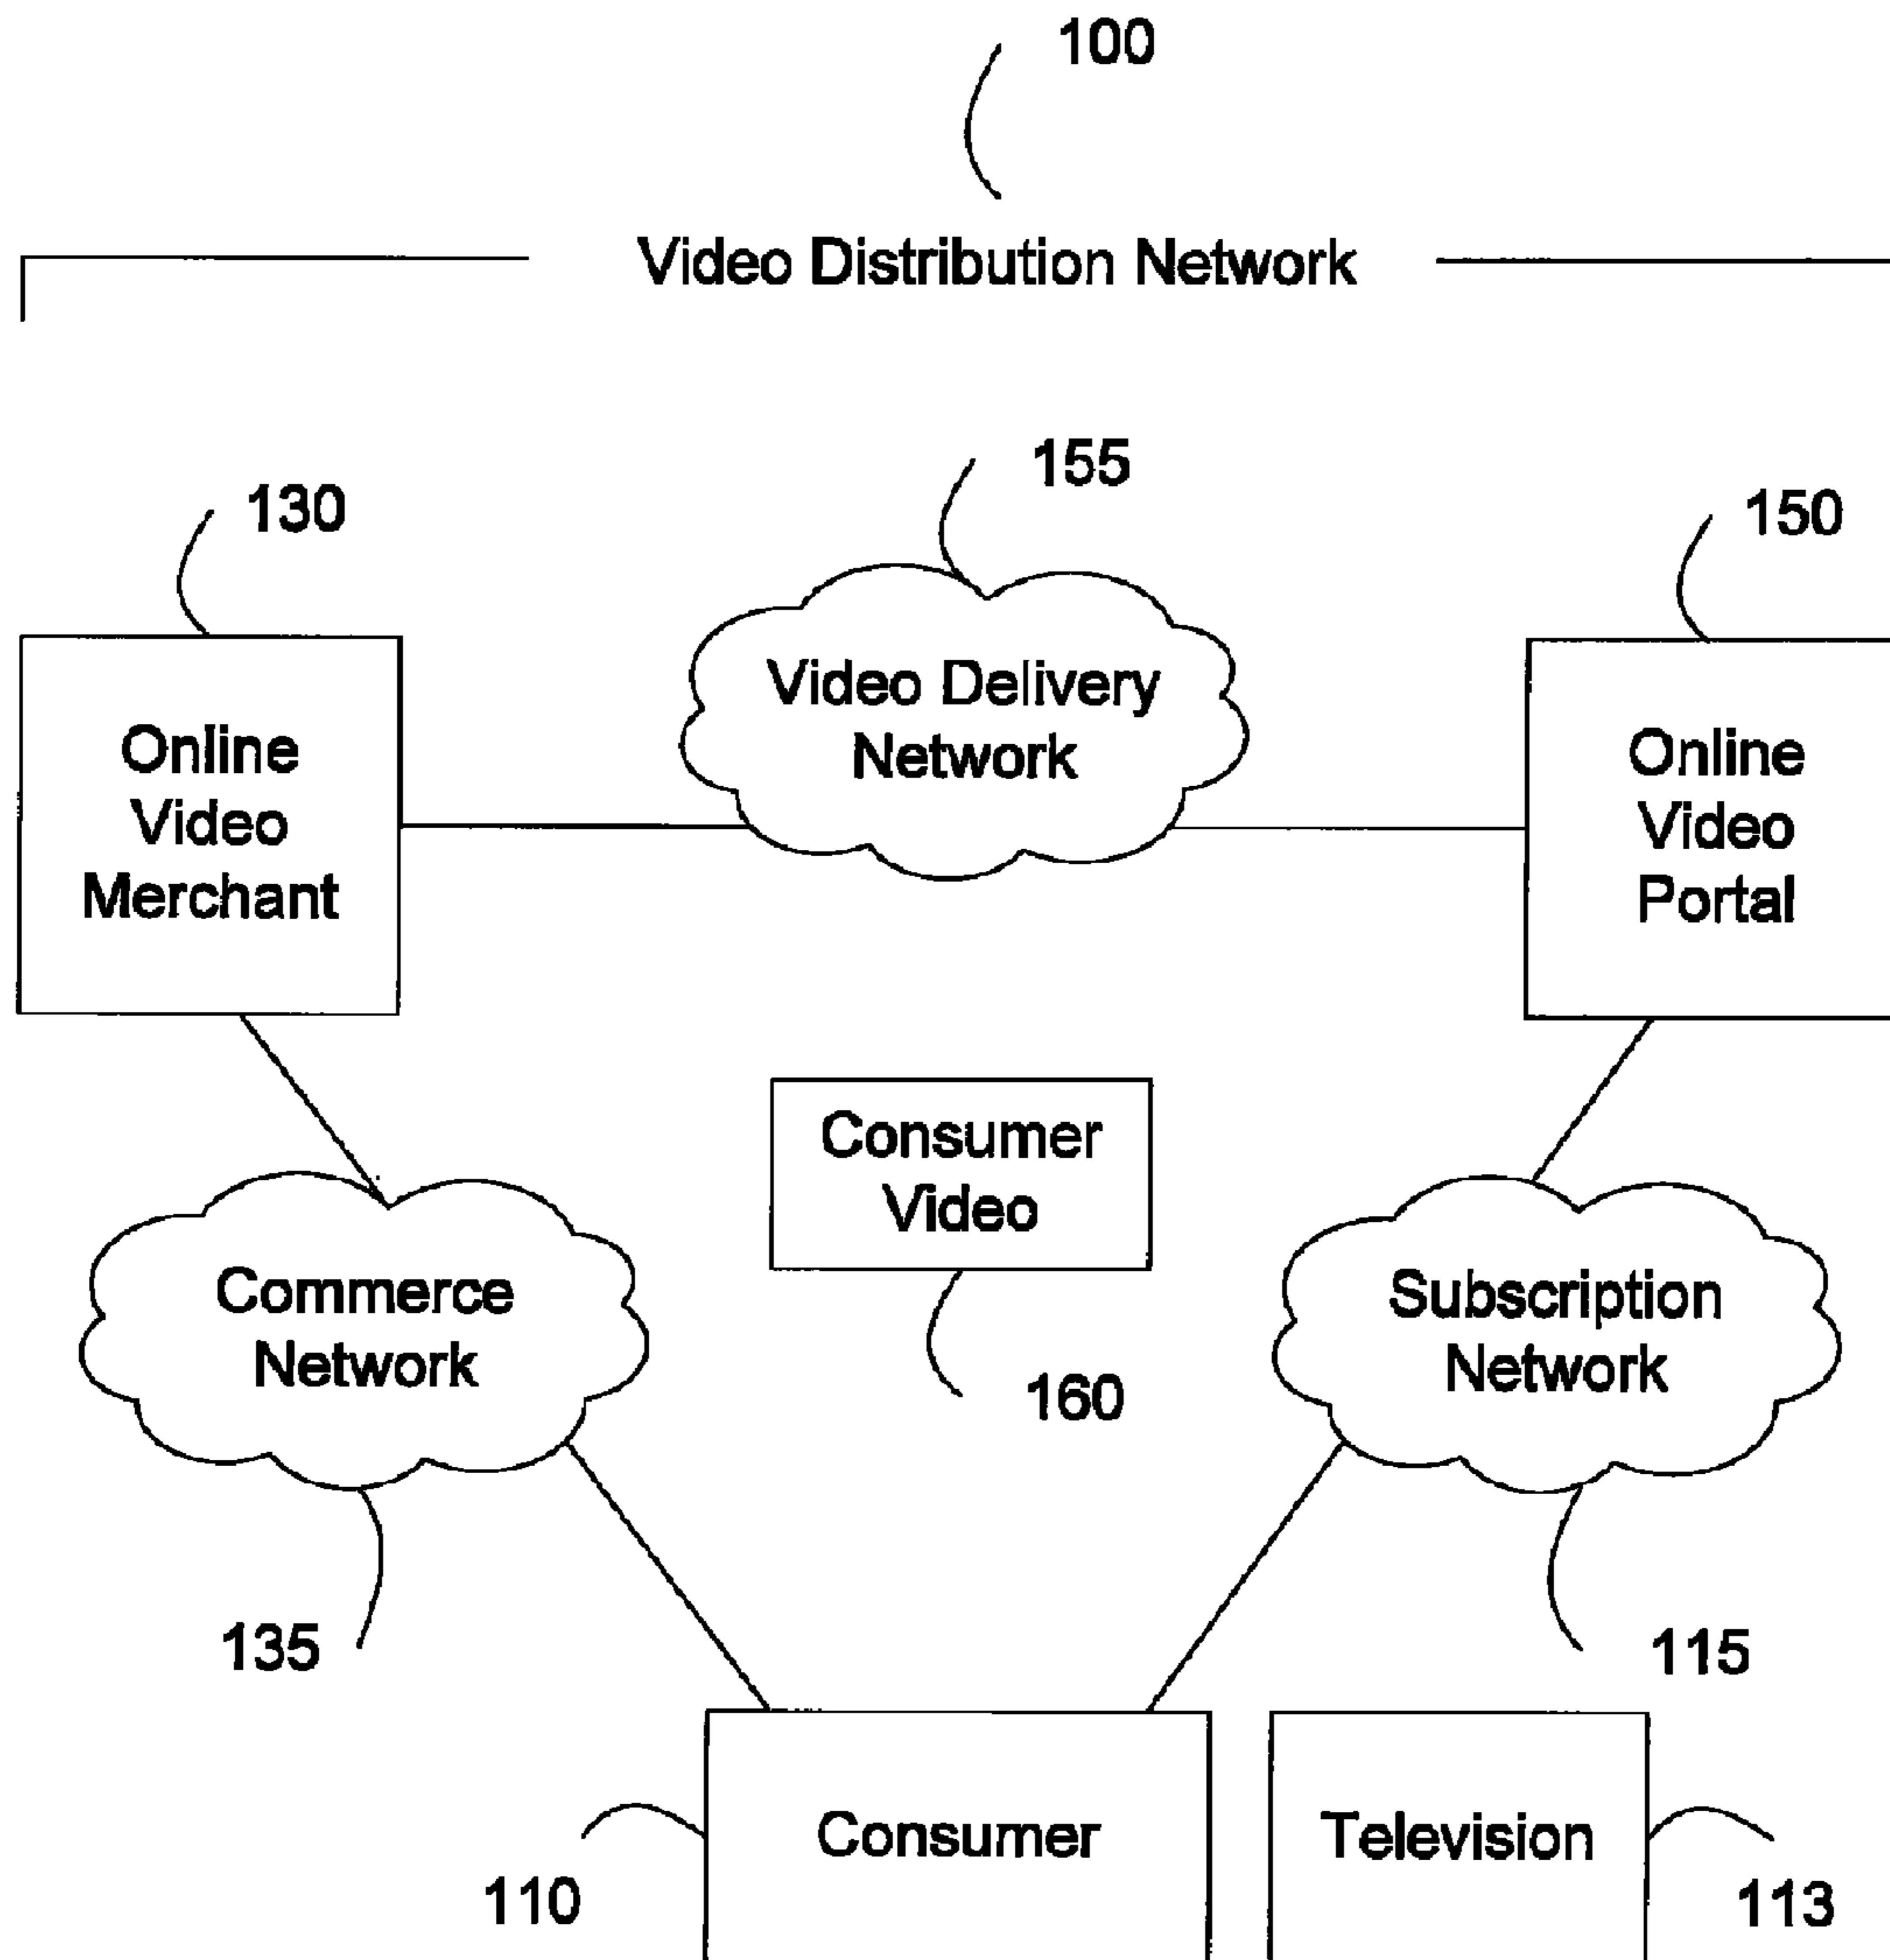 100
Video Distribution Network
155
130
150
Video Delivery
Network
Online
Video
Merchant
Online
Video
Portal
Consumer
Video
Commerce
Network
Subscription
Network
160
135
115
Consumer
Television
110
113